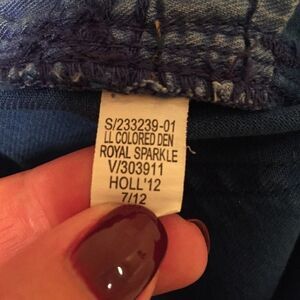 S/233239-01
LL COLORED DEN
ROYAL SPARKLE
V/303911
HOLL'12
7/12